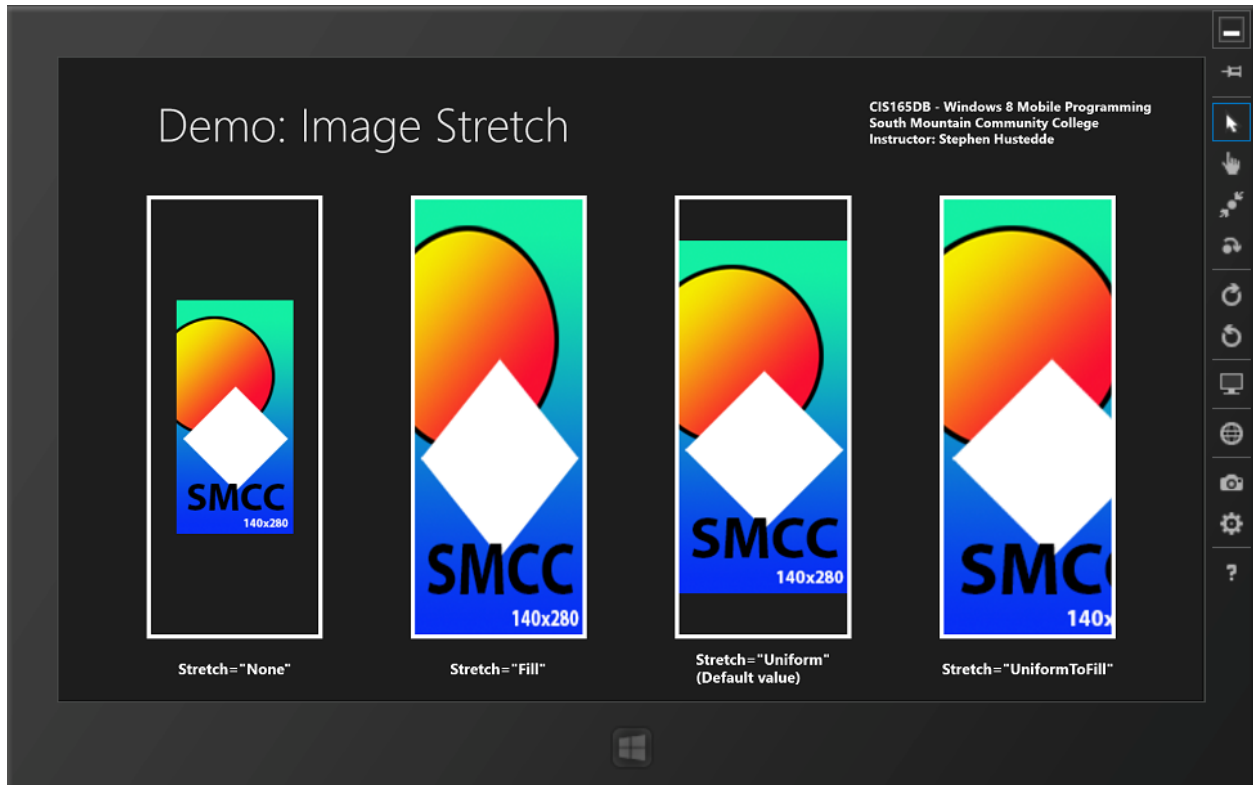 Demo: Image Stretch
CIS165DB - Windows 8 Mobile Programming
South Mountain Community College
Instructor: Stephen Hustedde
SMCC
140x280
SMCC
140x280
SMCC
140x280
SMCC
140x
Stretch="None"
Stretch="Fill"
Stretch="Uniform"
(Default value)
Stretch="UniformToFill"
?